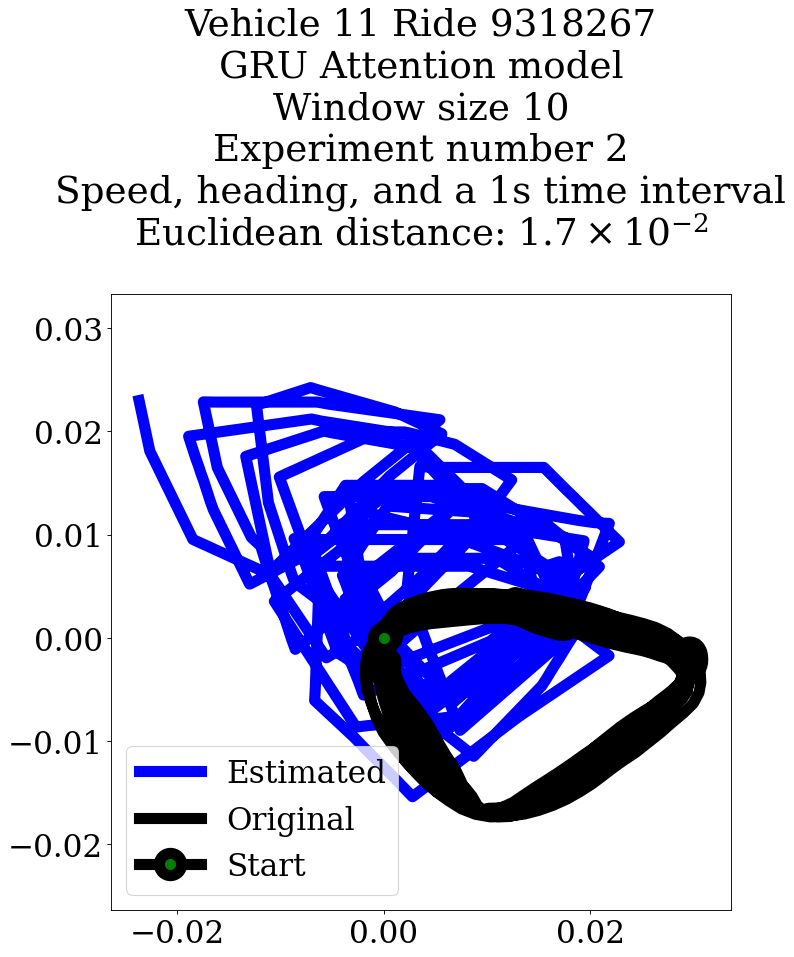 Vehicle 11 Ride 9318267
GRU Attention model
Window size 10
Experiment number 2
Speed, heading, and a 1s time interval
Euclidean distance: 1.7 × 10⁻²
0.03
0.02
0.01
0.00
−0.01
−0.02
Estimated
Original
Start
−0.02 0.00 0.02